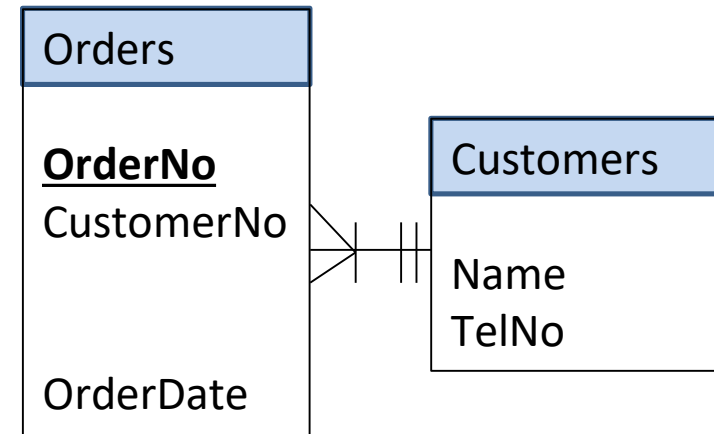 Orders
OrderNo
CustomerNo
OrderDate
Customers
Name
TelNo